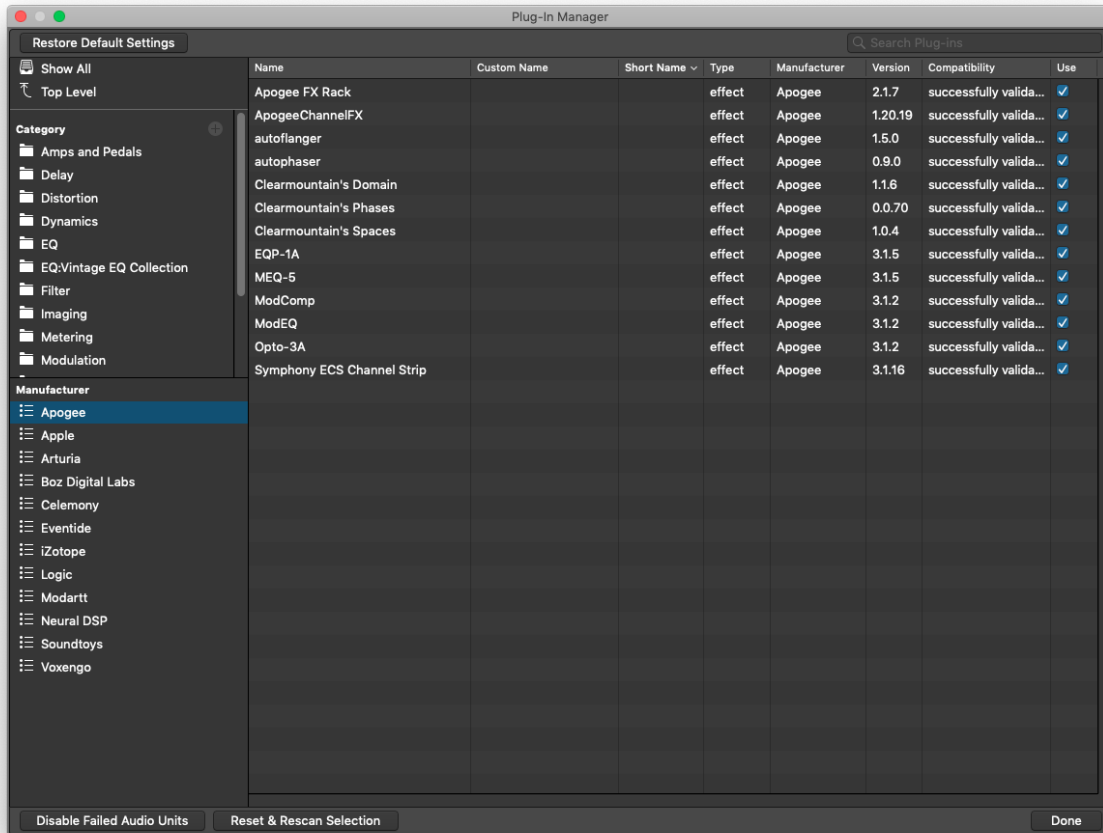 Plug-In Manager
Restore Default Settings
Search Plug-ins
Show All
Top Level
Category
Amps and Pedals
Delay
Distortion
Dynamics
EQ
EQ:Vintage EQ Collection
Filter
Imaging
Metering
Modulation
Manufacturer
Apogee
Apple
Arturia
Boz Digital Labs
Celemony
Eventide
iZotope
Logic
Modartt
Neural DSP
Soundtoys
Voxengo
Name Custom Name Short Name Type Manufacturer Version Compatibility Use
Apogee FX Rack effect Apogee 2.1.7 successfully valida...
ApogeeChannelFX effect Apogee 1.20.19 successfully valida...
autoflanger effect Apogee 1.5.0 successfully valida...
autophaser effect Apogee 0.9.0 successfully valida...
Clearmountain's Domain effect Apogee 1.1.6 successfully valida...
Clearmountain's Phases effect Apogee 0.0.70 successfully valida...
Clearmountain's Spaces effect Apogee 1.0.4 successfully valida...
EQP-1A effect Apogee 3.1.5 successfully valida...
MEQ-5 effect Apogee 3.1.5 successfully valida...
ModComp effect Apogee 3.1.2 successfully valida...
ModEQ effect Apogee 3.1.2 successfully valida...
Opto-3A effect Apogee 3.1.2 successfully valida...
Symphony ECS Channel Strip effect Apogee 3.1.16 successfully valida...
Disable Failed Audio Units
Reset & Rescan Selection
Done